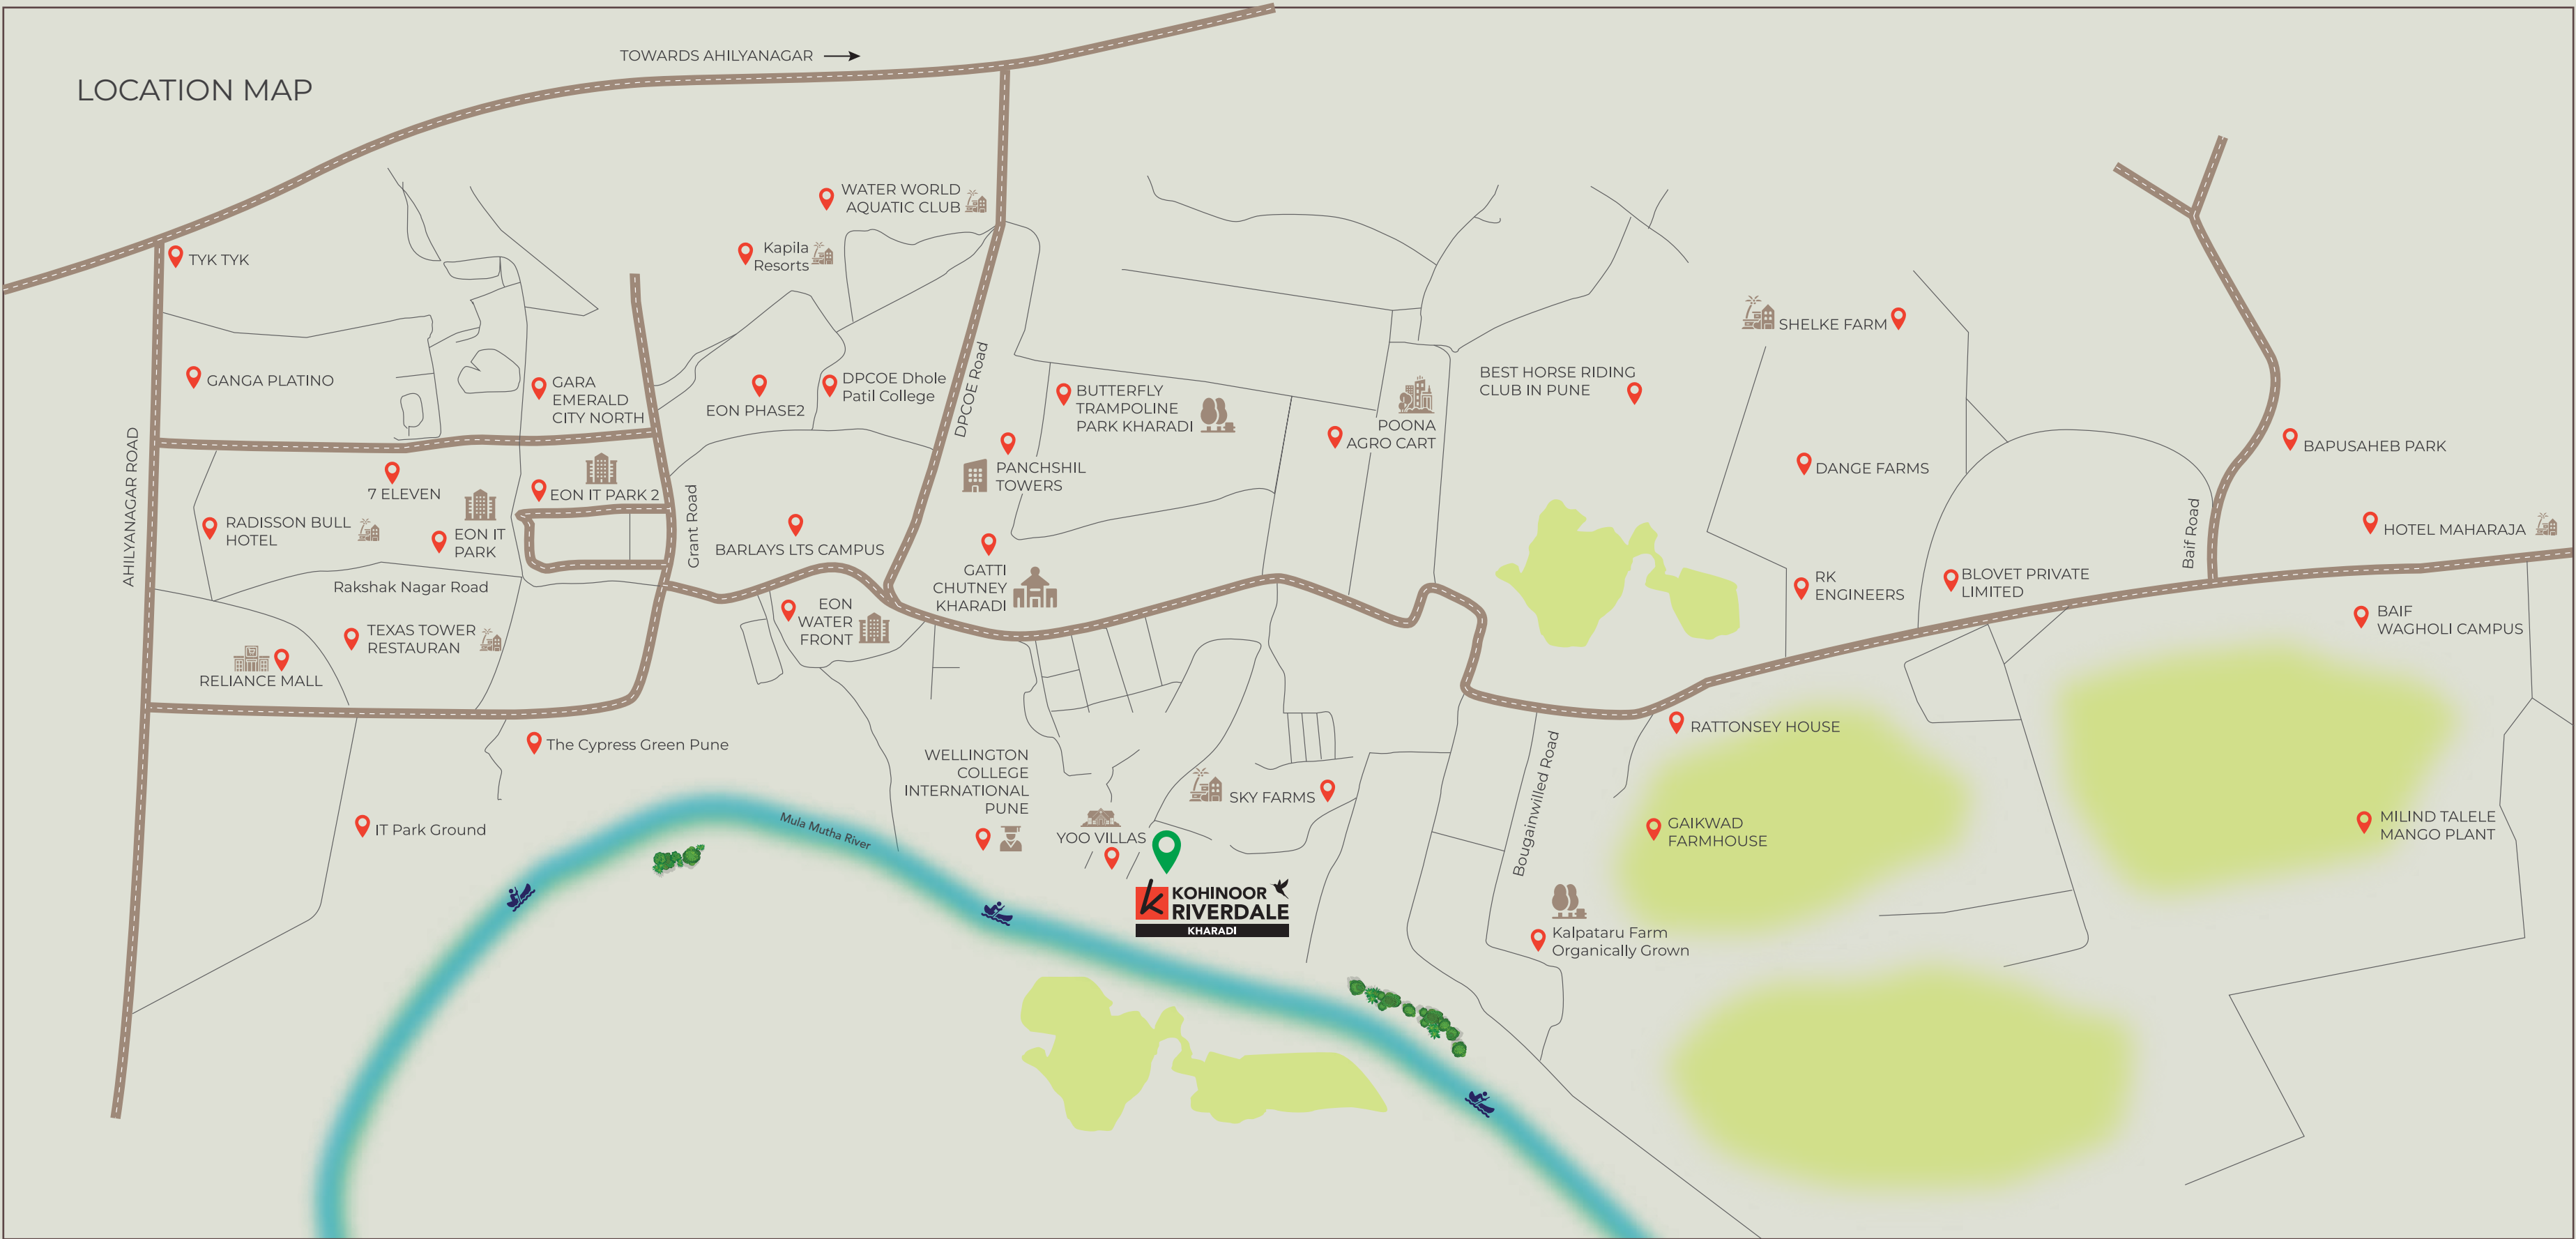 TOWARDS AHILYANAGAR
LOCATION MAP
WATER WORLD
AQUATIC CLUB
Kapila
Resorts
TYK TYK
SHELKE FARM
GANGA PLATINO
GARA
EMERALD
CITY NORTH
EON PHASE2
DPCOE Dhole
Patil College
DPCOE Road
BUTTERFLY
TRAMPOLINE
PARK KHARADI
POONA
AGRO CART
BEST HORSE RIDING
CLUB IN PUNE
BAPUSAHEB PARK
AHILYANAGAR ROAD
7 ELEVEN
EON IT PARK 2
PANCHSHIL
TOWERS
DANGE FARMS
RADISSON BULL
HOTEL
EON IT
PARK
Grant Road
BARLAYS LTS CAMPUS
Baif Road
HOTEL MAHARAJA
Rakshak Nagar Road
GATTI
CHUTNEY
KHARADI
RK
ENGINEERS
BLOVET PRIVATE
LIMITED
EON
WATER
FRONT
BAIF
WAGHOLI CAMPUS
TEXAS TOWER
RESTAURAN
RELIANCE MALL
The Cypress Green Pune
RATTONSEY HOUSE
WELLINGTON
COLLEGE
INTERNATIONAL
PUNE
SKY FARMS
Bougainwilled Road
IT Park Ground
Mula Mutha River
YOO VILLAS
GAIKWAD
FARMHOUSE
MILIND TALELE
MANGO PLANT
k KOHINOOR
RIVERDALE
KHARADI
Kalpataru Farm
Organically Grown